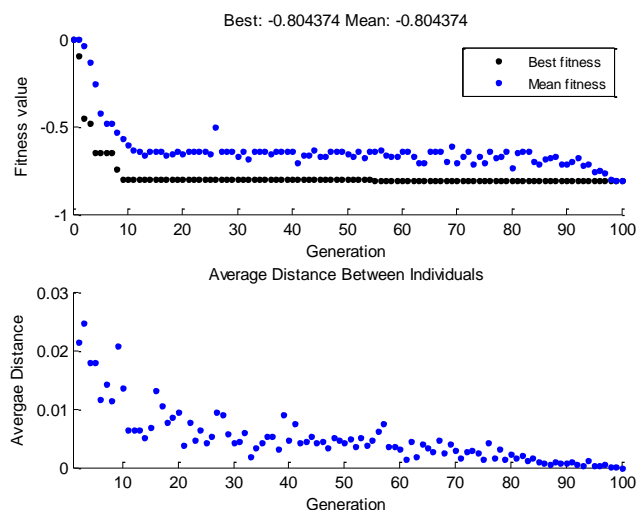 Best: -0.804374 Mean: -0.804374
0
-0.5
-1
Fitness value
Best fitness
Mean fitness
0 10 20 30 40 50 60 70 80 90 100
Generation
Average Distance Between Individuals
0.03
0.02
0.01
0
Avergae Distance
10 20 30 40 50 60 70 80 90 100
Generation